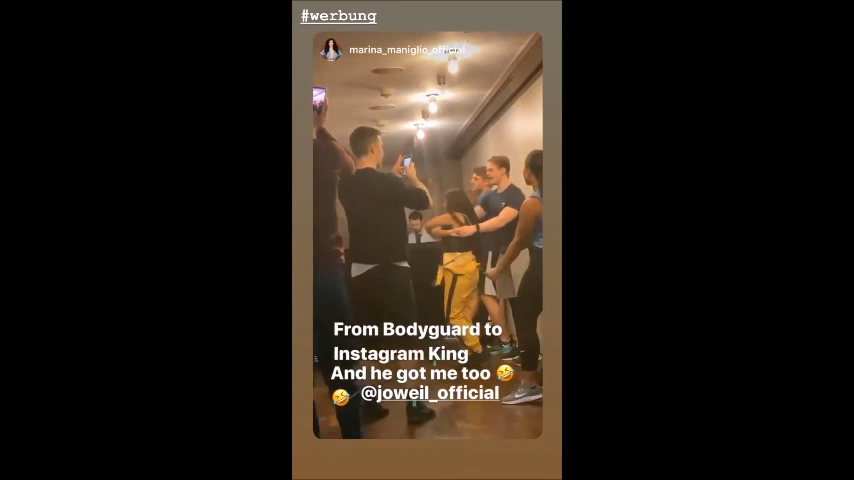 #werbung
marina_maniglio_official
From Bodyguard to
Instagram King
And he got me too 🤣
🤣 @joweil_official